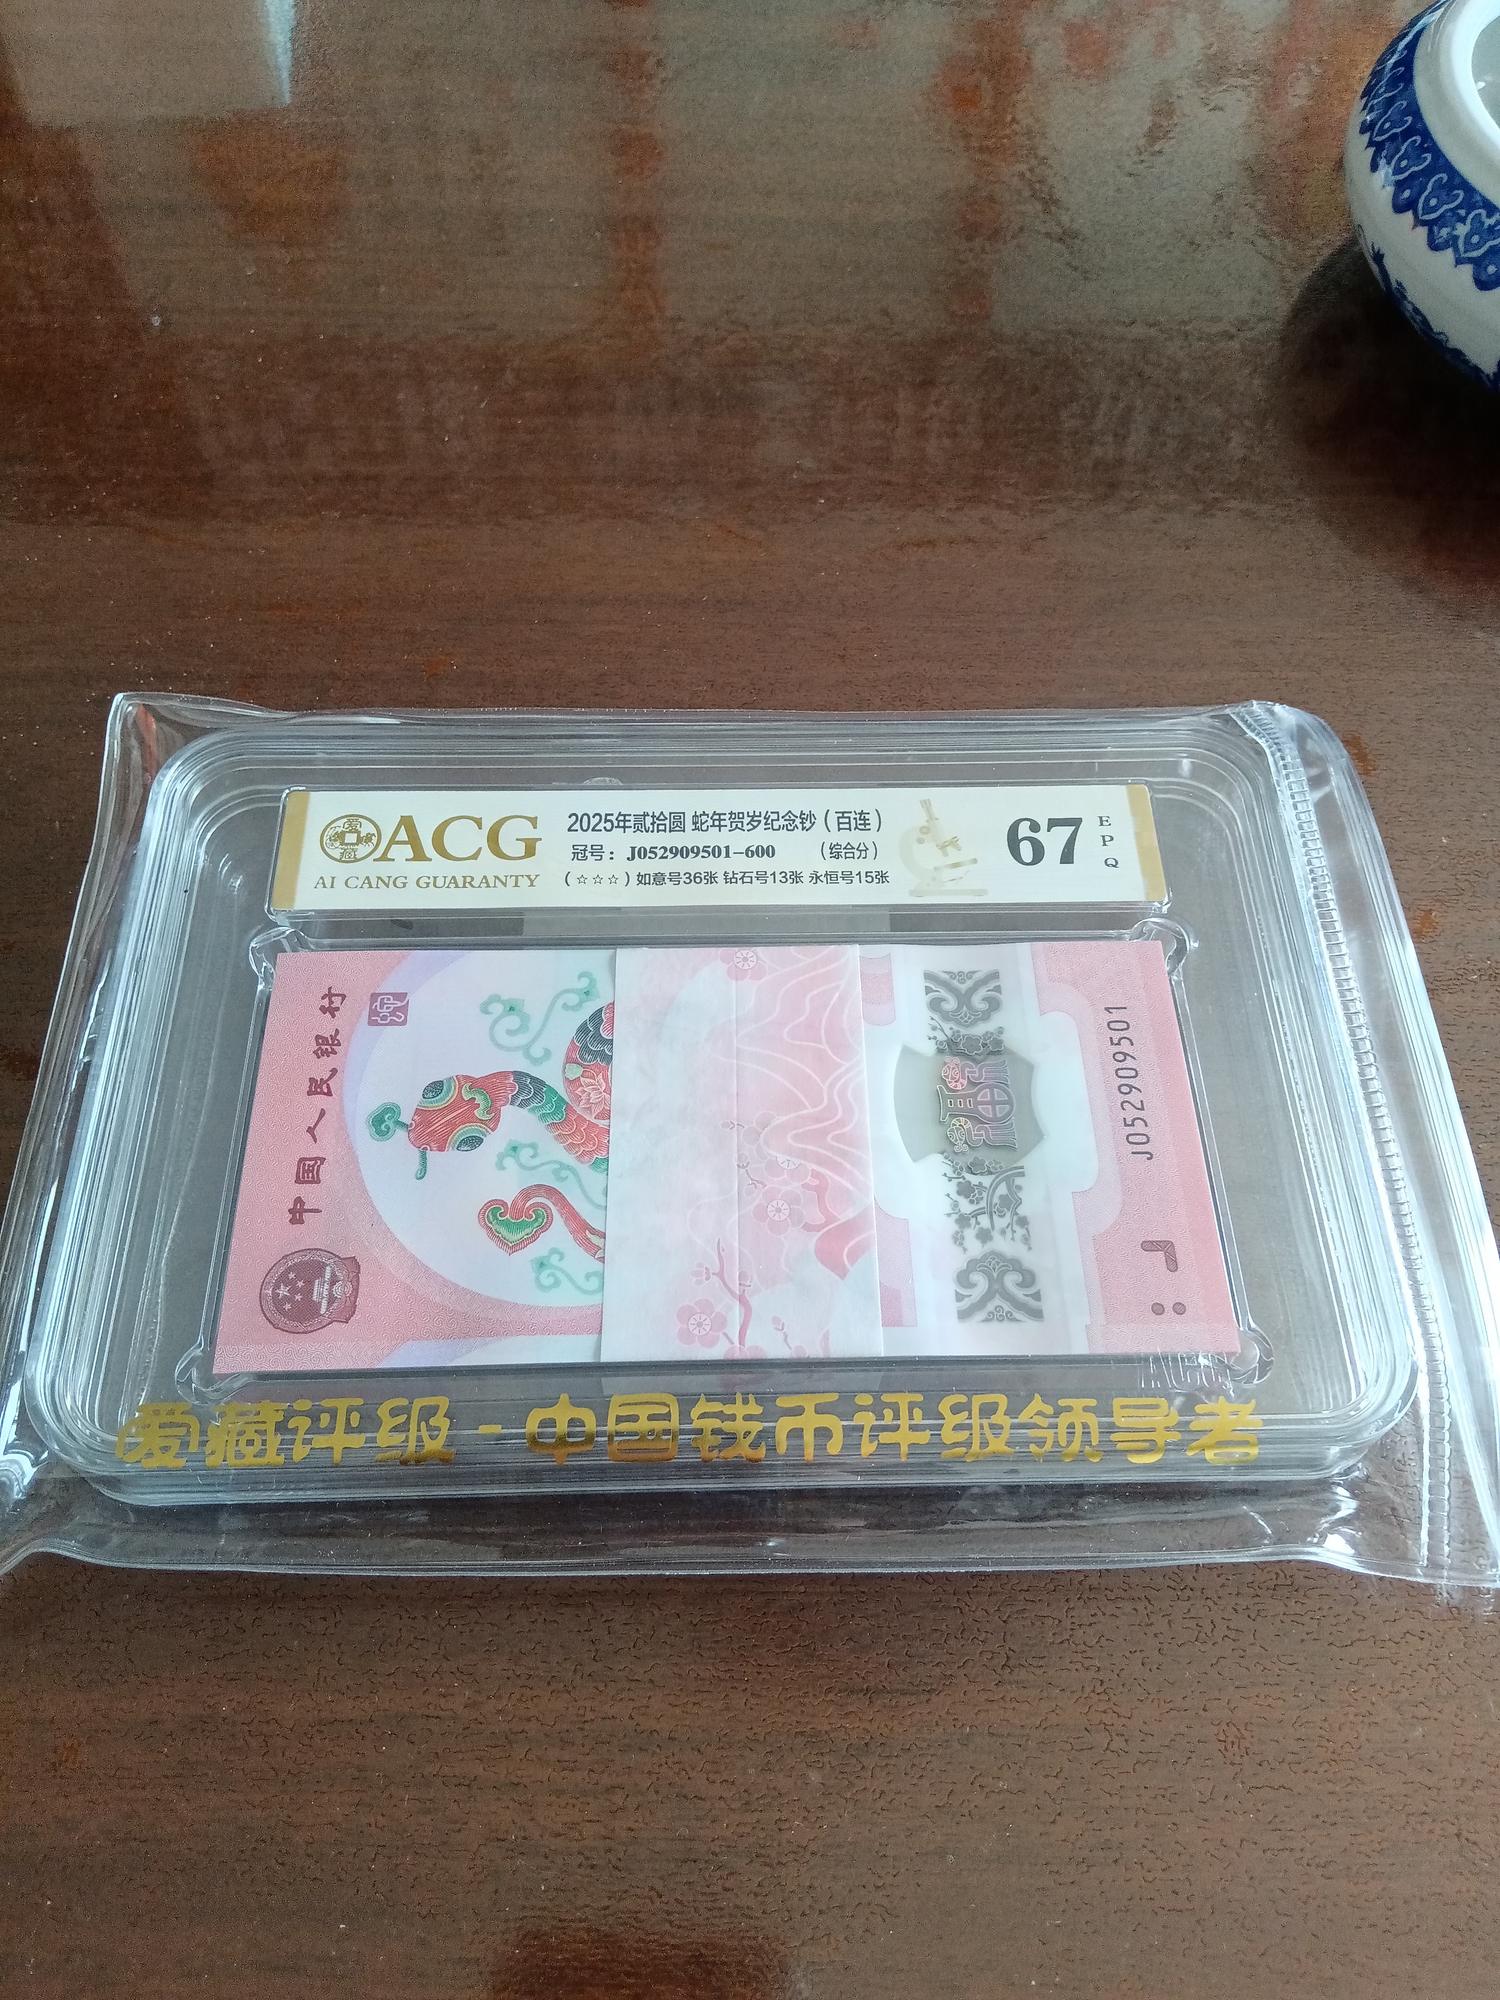 ACG
AI CANG GUARANTY
2025年贰拾圆 蛇年贺岁纪念钞（百连）
冠号：J052909501-600 （综合分）
（☆☆☆）如意号36张 钻石号13张 永恒号15张
67
EPQ
中国人民银行
J052909501
爱藏评级-中国钱币评级领导者